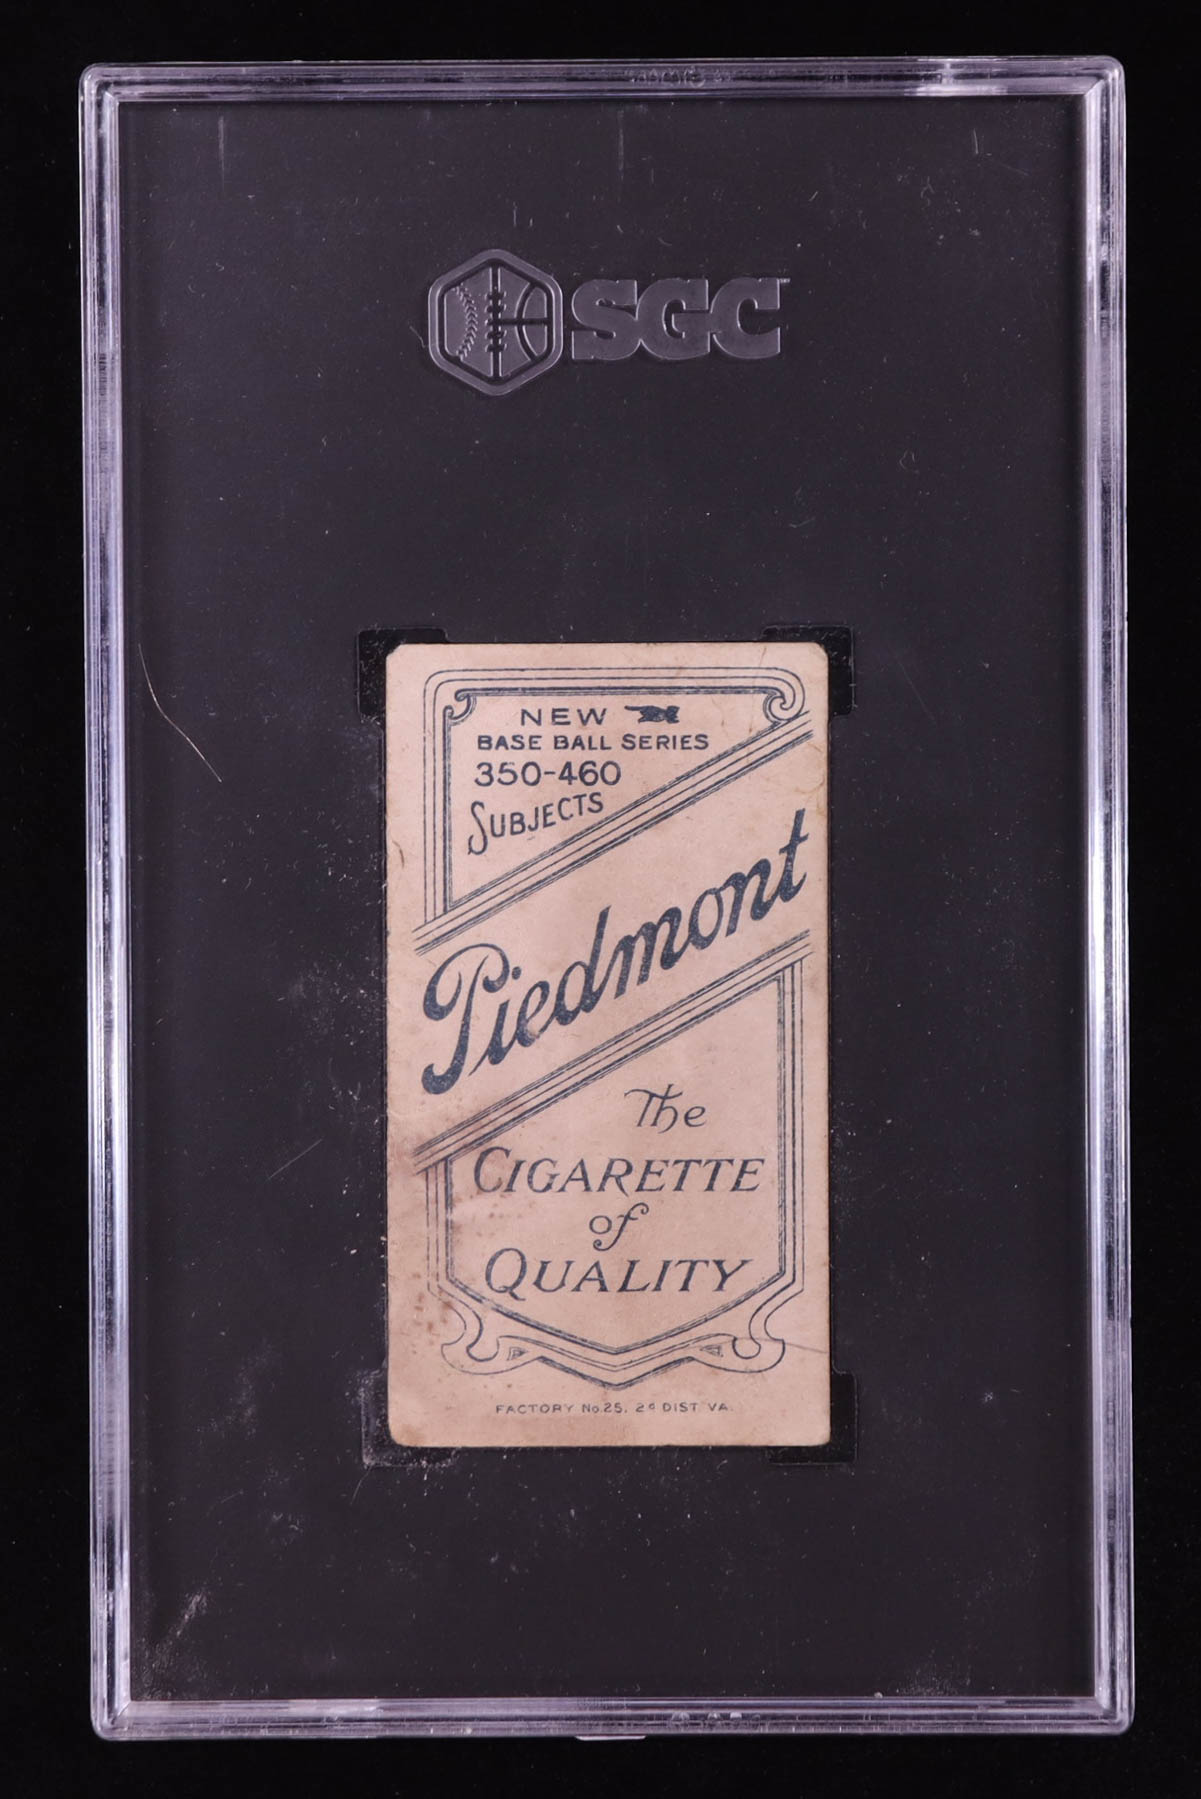 SGC
NEW
BASE BALL SERIES
350-460
SUBJECTS
Piedmont
The
CIGARETTE
of
QUALITY
FACTORY No. 25, 2d DIST. VA.